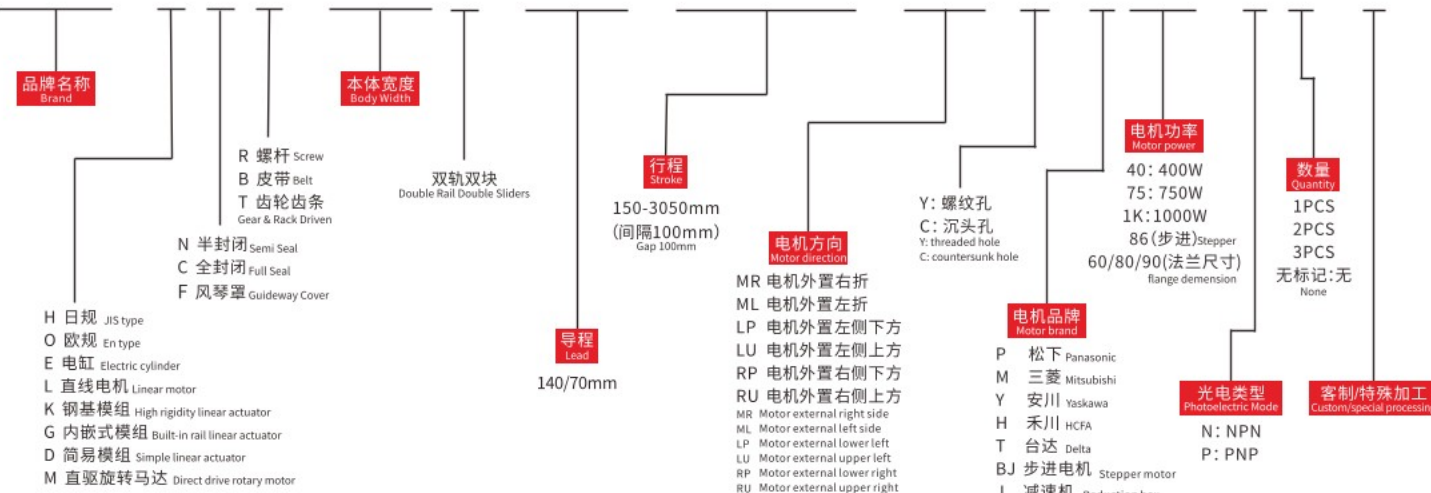 品牌名称
Brand
H 日规 JIS type
O 欧规 En type
E 电缸 Electric cylinder
L 直线电机 Linear motor
K 钢基模组 High rigidity linear actuator
G 内嵌式模组 Built-in rail linear actuator
D 简易模组 Simple linear actuator
M 直驱旋转马达 Direct drive rotary motor
N 半封闭 Semi Seal
C 全封闭 Full Seal
F 风琴罩 Guideway Cover
R 螺杆 Screw
B 皮带 Belt
T 齿轮齿条
Gear & Rack Driven
本体宽度
Body Width
双轨双块
Double Rail Double Sliders
导程
Lead
140/70mm
行程
Stroke
150-3050mm
(间隔100mm)
Gap 100mm
电机方向
Motor direction
MR 电机外置右折
ML 电机外置左折
LP 电机外置左侧下方
LU 电机外置左侧上方
RP 电机外置右侧下方
RU 电机外置右侧上方
MR Motor external right side
ML Motor external left side
LP Motor external lower left
LU Motor external upper left
RP Motor external lower right
RU Motor external upper right
Y: 螺纹孔
C: 沉头孔
Y: threaded hole
C: countersunk hole
电机品牌
Motor brand
P 松下 Panasonic
M 三菱 Mitsubishi
Y 安川 Yaskawa
H 禾川 HCFA
T 台达 Delta
BJ 步进电机 Stepper motor
减速机
电机功率
Motor power
40: 400W
75: 750W
1K:1000W
86(步进)Stepper
60/80/90(法兰尺寸)
flange demension
光电类型
Photoelectric Mode
N: NPN
P: PNP
数量
Quantity
1PCS
2PCS
3PCS
无标记:无
None
客制/特殊加工
Custom/special processing